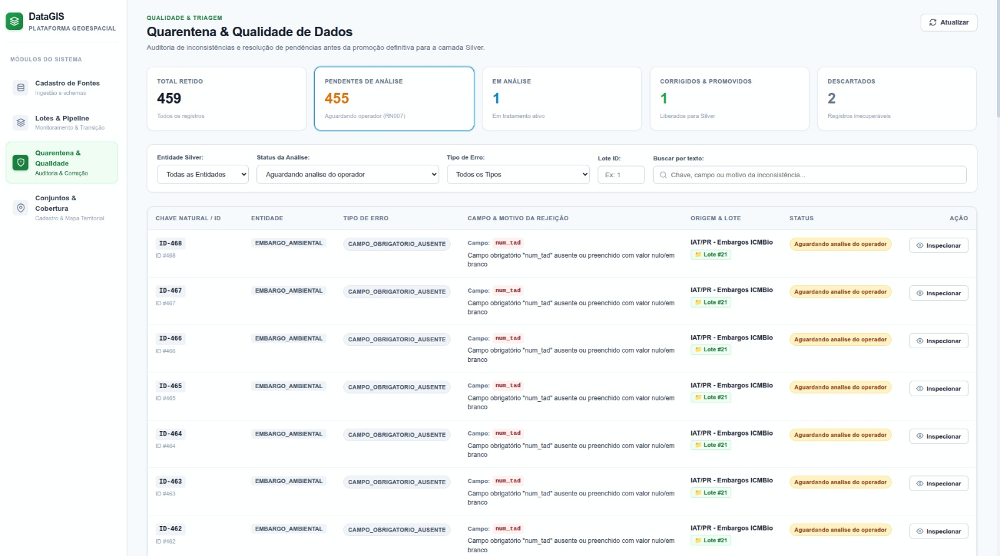 DataGIS
PLATAFORMA GEOESPACIAL
MÓDULOS DO SISTEMA
Cadastro de Fontes
Ingestão e schemas
Lotes & Pipeline
Monitoramento & Transição
Quarentena &
Qualidade
Auditoria & Correção
Conjuntos &
Cobertura
Cadastro & Mapa Territorial
QUALIDADE & TRIAGEM
Quarentena & Qualidade de Dados
Auditoria de inconsistências e resolução de pendências antes da promoção definitiva para a camada Silver.
Atualizar
TOTAL RETIDO
459
Todos os registros
PENDENTES DE ANÁLISE
455
Aguardando operador (RN007)
EM ANÁLISE
1
Em tratamento ativo
CORRIGIDOS & PROMOVIDOS
1
Liberados para Silver
DESCARTADOS
2
Registros irrecuperáveis
Entidade Silver:
Todas as Entidades
Status da Análise:
Aguardando analise do operador
Tipo de Erro:
Todos os Tipos
Lote ID:
Ex: 1
Buscar por texto:
Chave, campo ou motivo da inconsistência...
CHAVE NATURAL / ID ENTIDADE TIPO DE ERRO CAMPO & MOTIVO DA REJEIÇÃO ORIGEM & LOTE STATUS AÇÃO
ID-468
ID #468
EMBARGO_AMBIENTAL
CAMPO_OBRIGATORIO_AUSENTE
Campo: num_tad
Campo obrigatório "num_tad" ausente ou preenchido com valor nulo/em
branco
IAT/PR - Embargos ICMBio
Lote #21
Aguardando analise do operador
Inspecionar
ID-467
ID #467
EMBARGO_AMBIENTAL
CAMPO_OBRIGATORIO_AUSENTE
Campo: num_tad
Campo obrigatório "num_tad" ausente ou preenchido com valor nulo/em
branco
IAT/PR - Embargos ICMBio
Lote #21
Aguardando analise do operador
Inspecionar
ID-466
ID #466
EMBARGO_AMBIENTAL
CAMPO_OBRIGATORIO_AUSENTE
Campo: num_tad
Campo obrigatório "num_tad" ausente ou preenchido com valor nulo/em
branco
IAT/PR - Embargos ICMBio
Lote #21
Aguardando analise do operador
Inspecionar
ID-465
ID #465
EMBARGO_AMBIENTAL
CAMPO_OBRIGATORIO_AUSENTE
Campo: num_tad
Campo obrigatório "num_tad" ausente ou preenchido com valor nulo/em
branco
IAT/PR - Embargos ICMBio
Lote #21
Aguardando analise do operador
Inspecionar
ID-464
ID #464
EMBARGO_AMBIENTAL
CAMPO_OBRIGATORIO_AUSENTE
Campo: num_tad
Campo obrigatório "num_tad" ausente ou preenchido com valor nulo/em
branco
IAT/PR - Embargos ICMBio
Lote #21
Aguardando analise do operador
Inspecionar
ID-463
ID #463
EMBARGO_AMBIENTAL
CAMPO_OBRIGATORIO_AUSENTE
Campo: num_tad
Campo obrigatório "num_tad" ausente ou preenchido com valor nulo/em
branco
IAT/PR - Embargos ICMBio
Lote #21
Aguardando analise do operador
Inspecionar
ID-462
ID #462
EMBARGO_AMBIENTAL
CAMPO_OBRIGATORIO_AUSENTE
Campo: num_tad
Campo obrigatório "num_tad" ausente ou preenchido com valor nulo/em
branco
IAT/PR - Embargos ICMBio
Lote #21
Aguardando analise do operador
Inspecionar